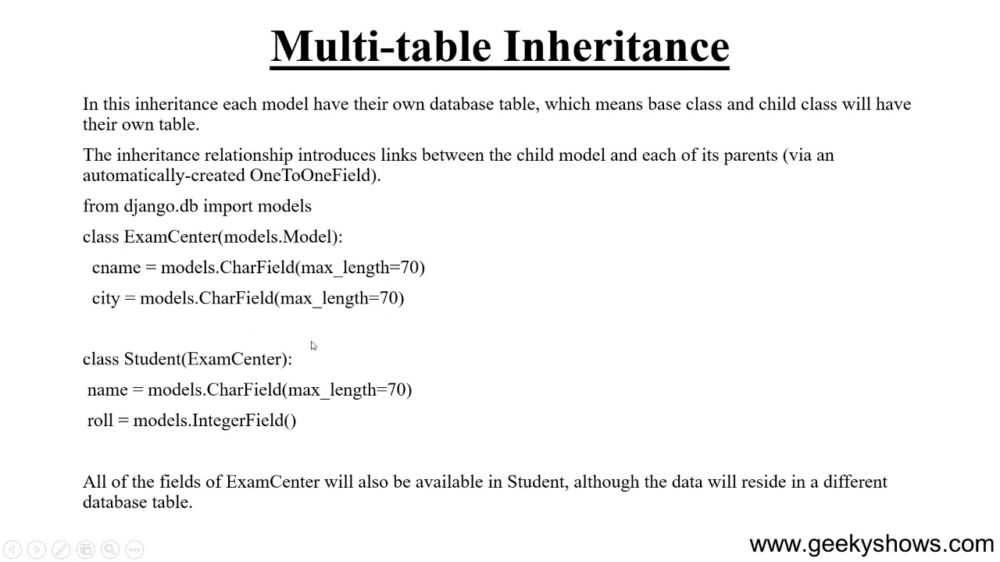 Multi-table Inheritance
In this inheritance each model have their own database table, which means base class and child class will have
their own table.
The inheritance relationship introduces links between the child model and each of its parents (via an
automatically-created OneToOneField).
from django.db import models
class ExamCenter(models.Model):
cname = models.CharField(max_length=70)
city = models.CharField(max_length=70)
class Student(ExamCenter):
name = models.CharField(max_length=70)
roll = models.IntegerField()
All of the fields of ExamCenter will also be available in Student, although the data will reside in a different
database table.
www.geekyshows.com